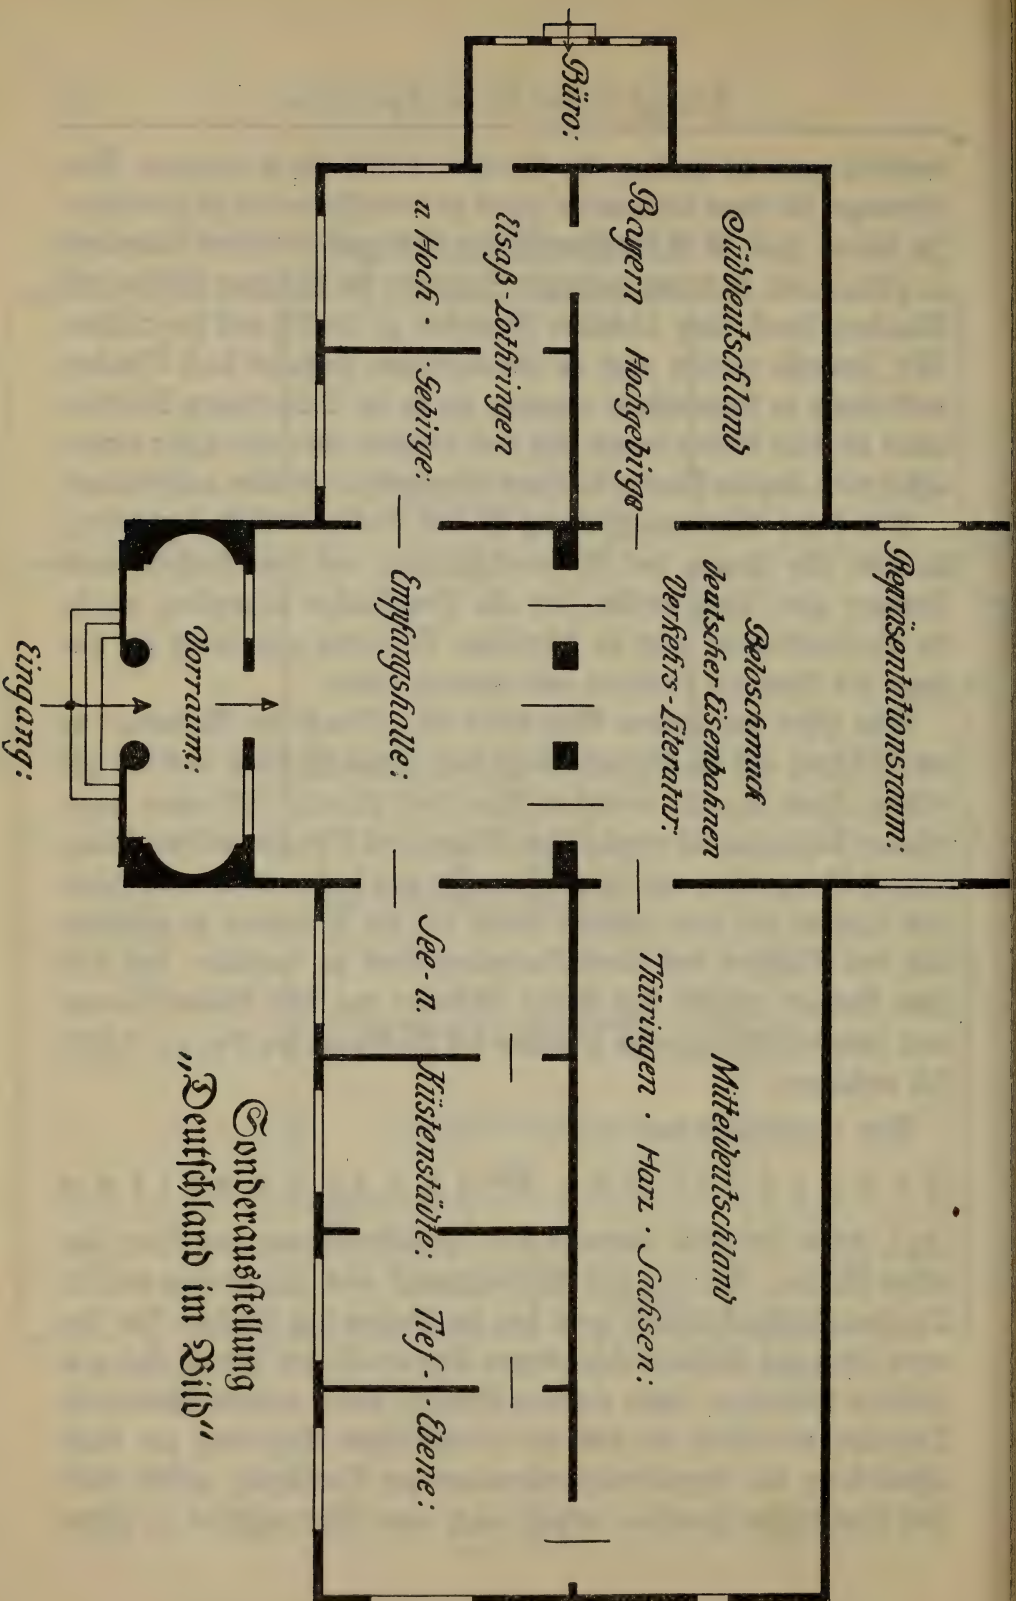 Büro:
Süddeutschland
Bayern Hochgebirge
Elsaß-Lothringen
u. Hoch-
-Gebirge:
Repräsentationsraum:
deutscher Eisenbahnen
Verkehrs-Literatur:
Empfangshalle:
Vorraum:
Eingang:
Mitteldeutschland
Thüringen · Harz · Sachsen:
See- u.
Küstenstädte:
Tief-
-Ebene:
Sonderausstellung
„Deutschland im Bild“